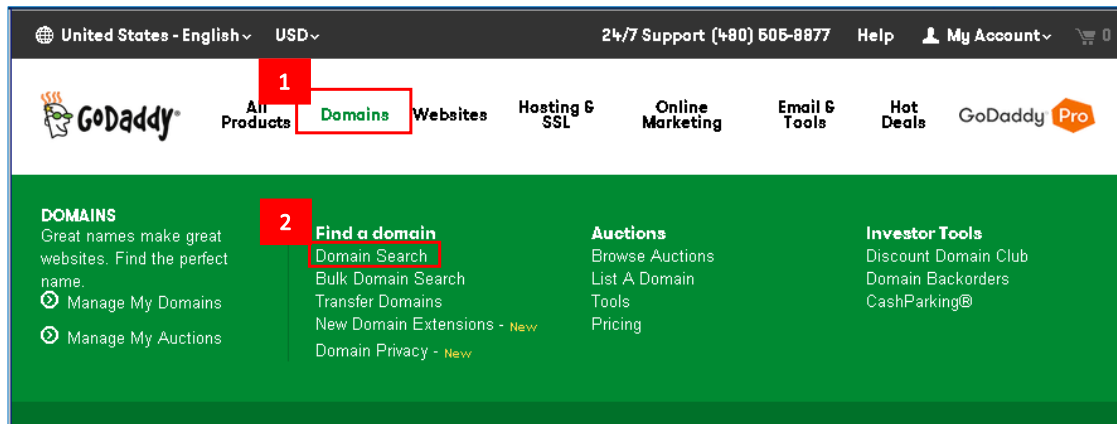 United States - English USD 24/7 Support (480) 505-8877 Help My Account 0
1
GoDaddy All Products Domains Websites Hosting & SSL Online Marketing Email & Tools Hot Deals GoDaddy Pro
DOMAINS
Great names make great
websites. Find the perfect
name.
Manage My Domains
Manage My Auctions
2
Find a domain
Domain Search
Bulk Domain Search
Transfer Domains
New Domain Extensions - New
Domain Privacy - New
Auctions
Browse Auctions
List A Domain
Tools
Pricing
Investor Tools
Discount Domain Club
Domain Backorders
CashParking®